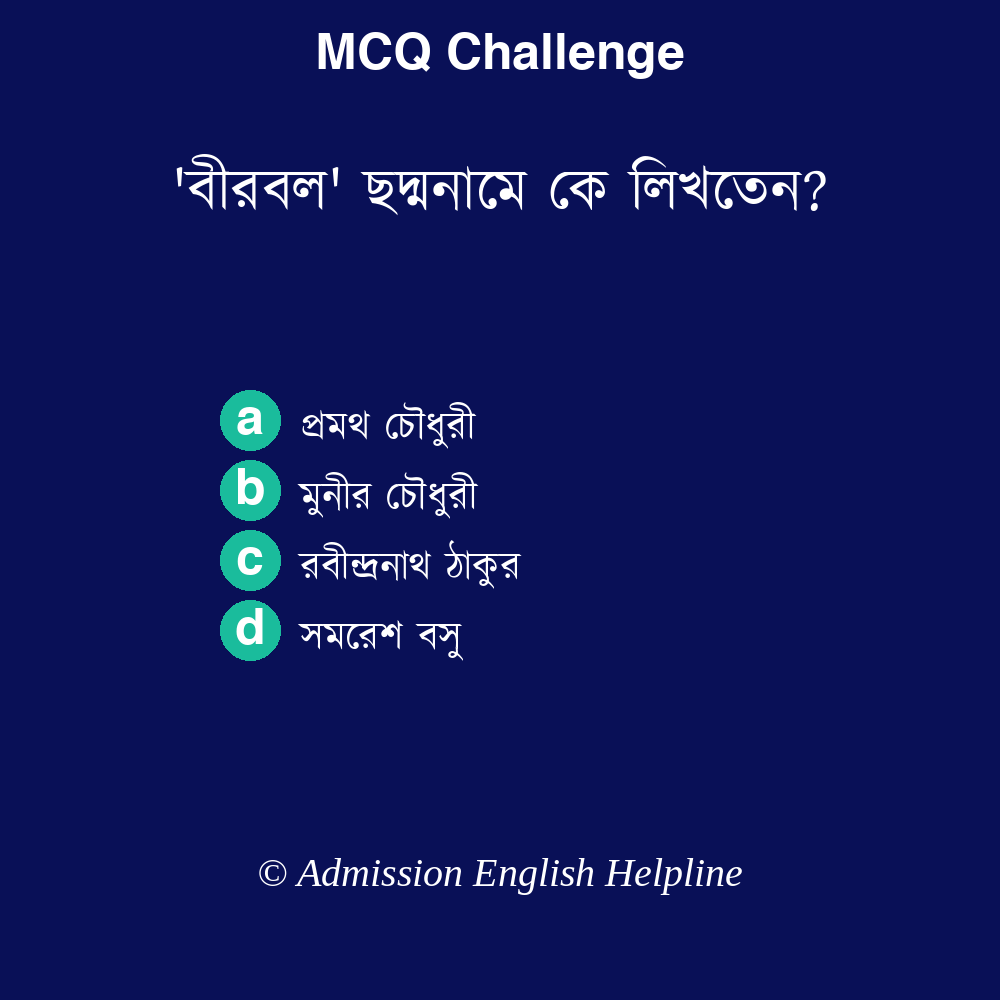 MCQ Challenge
'বীরবল' ছদ্মনামে কে লিখতেন?
a প্রমথ চৌধুরী
b মুনীর চৌধুরী
c রবীন্দ্রনাথ ঠাকুর
d সমরেশ বসু
© Admission English Helpline